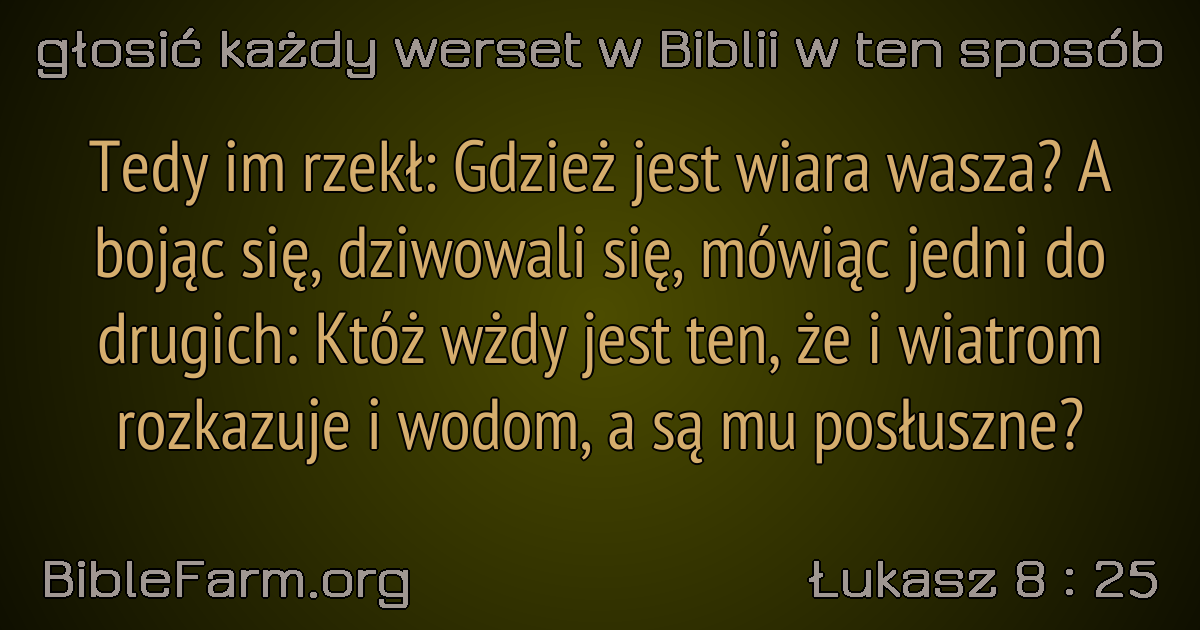 głosić każdy werset w Biblii w ten sposób
Tedy im rzekł: Gdzież jest wiara wasza? A
bojąc się, dziwowali się, mówiąc jedni do
drugich: Któż wżdy jest ten, że i wiatrom
rozkazuje i wodom, a są mu posłuszne?
BibleFarm.org
Łukasz 8 : 25